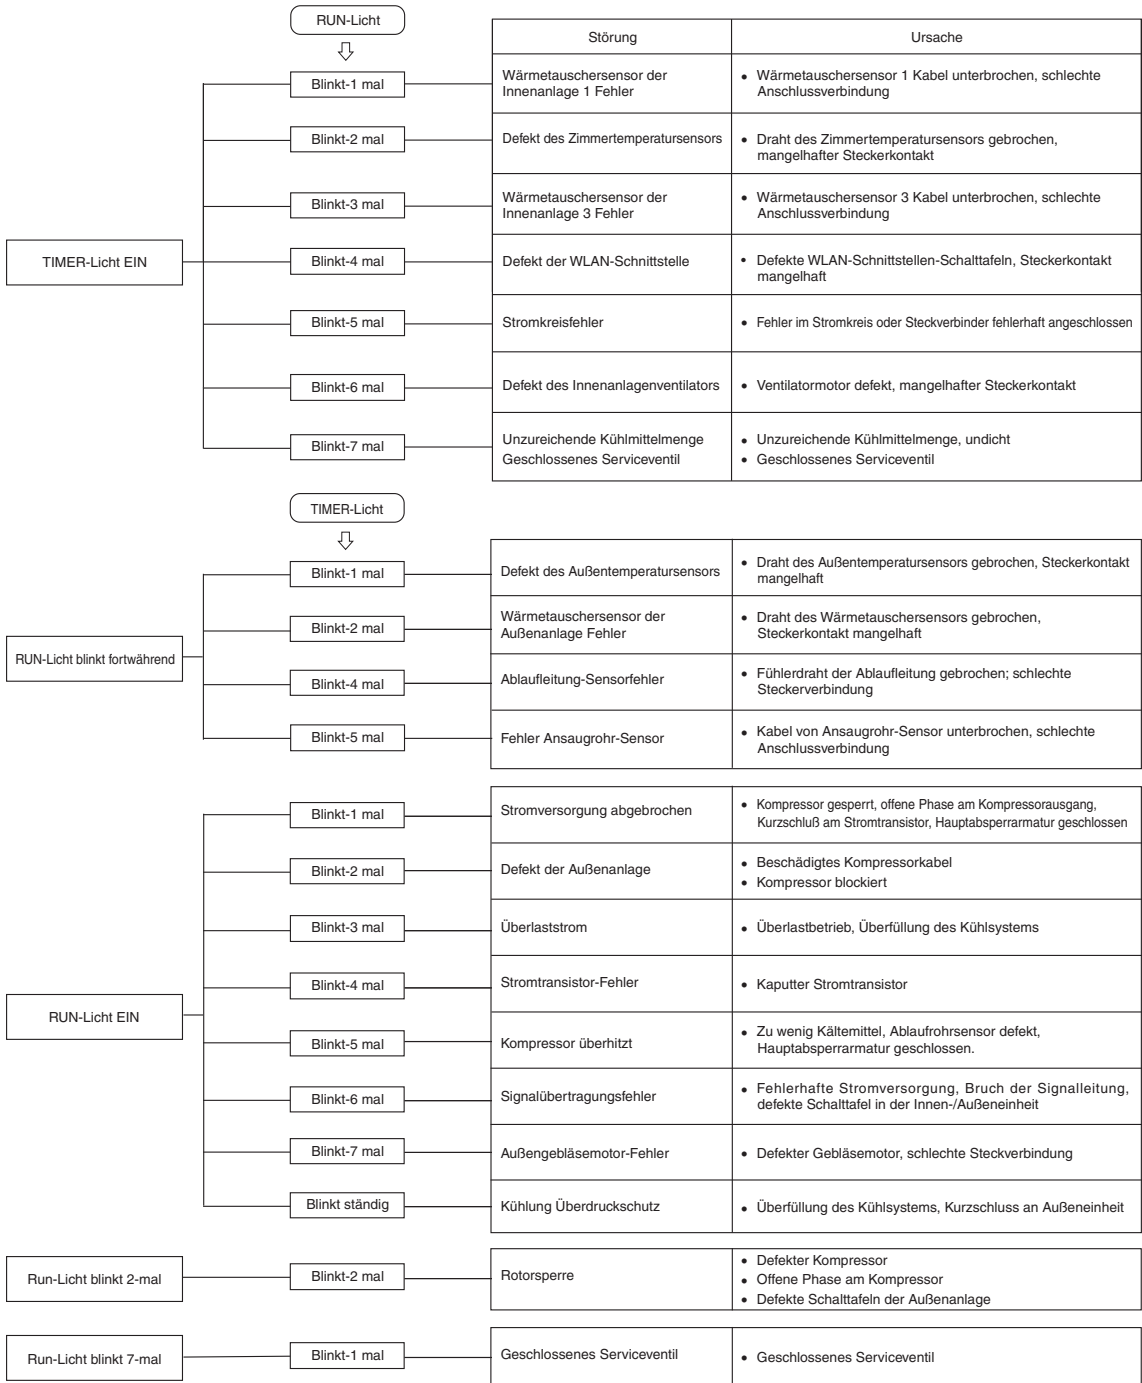 RUN-Licht
Störung
Ursache
TIMER-Licht EIN
Blinkt-1 mal
Wärmetauschersensor der
Innenanlage 1 Fehler
• Wärmetauschersensor 1 Kabel unterbrochen, schlechte
Anschlussverbindung
Blinkt-2 mal
Defekt des Zimmertemperatursensors
• Draht des Zimmertemperatursensors gebrochen,
mangelhafter Steckerkontakt
Blinkt-3 mal
Wärmetauschersensor der
Innenanlage 3 Fehler
• Wärmetauschersensor 3 Kabel unterbrochen, schlechte
Anschlussverbindung
Blinkt-4 mal
Defekt der WLAN-Schnittstelle
• Defekte WLAN-Schnittstellen-Schalttafeln, Steckerkontakt
mangelhaft
Blinkt-5 mal
Stromkreisfehler
• Fehler im Stromkreis oder Steckverbinder fehlerhaft angeschlossen
Blinkt-6 mal
Defekt des Innenanlagenventilators
• Ventilatormotor defekt, mangelhafter Steckerkontakt
Blinkt-7 mal
Unzureichende Kühlmittelmenge
Geschlossenes Serviceventil
• Unzureichende Kühlmittelmenge, undicht
• Geschlossenes Serviceventil
TIMER-Licht
RUN-Licht blinkt fortwährend
Blinkt-1 mal
Defekt des Außentemperatursensors
• Draht des Außentemperatursensors gebrochen, Steckerkontakt
mangelhaft
Blinkt-2 mal
Wärmetauschersensor der
Außenanlage Fehler
• Draht des Wärmetauschersensors gebrochen,
Steckerkontakt mangelhaft
Blinkt-4 mal
Ablaufleitung-Sensorfehler
• Fühlerdraht der Ablaufleitung gebrochen; schlechte
Steckerverbindung
Blinkt-5 mal
Fehler Ansaugrohr-Sensor
• Kabel von Ansaugrohr-Sensor unterbrochen, schlechte
Anschlussverbindung
RUN-Licht EIN
Blinkt-1 mal
Stromversorgung abgebrochen
• Kompressor gesperrt, offene Phase am Kompressorausgang,
Kurzschluß am Stromtransistor, Hauptabsperrarmatur geschlossen
Blinkt-2 mal
Defekt der Außenanlage
• Beschädigtes Kompressorkabel
• Kompressor blockiert
Blinkt-3 mal
Überlaststrom
• Überlastbetrieb, Überfüllung des Kühlsystems
Blinkt-4 mal
Stromtransistor-Fehler
• Kaputter Stromtransistor
Blinkt-5 mal
Kompressor überhitzt
• Zu wenig Kältemittel, Ablaufrohrsensor defekt,
Hauptabsperrarmatur geschlossen.
Blinkt-6 mal
Signalübertragungsfehler
• Fehlerhafte Stromversorgung, Bruch der Signalleitung,
defekte Schalttafel in der Innen-/Außeneinheit
Blinkt-7 mal
Außengebläsemotor-Fehler
• Defekter Gebläsemotor, schlechte Steckverbindung
Blinkt ständig
Kühlung Überdruckschutz
• Überfüllung des Kühlsystems, Kurzschluss an Außeneinheit
Run-Licht blinkt 2-mal
Blinkt-2 mal
Rotorsperre
• Defekter Kompressor
• Offene Phase am Kompressor
• Defekte Schalttafeln der Außenanlage
Run-Licht blinkt 7-mal
Blinkt-1 mal
Geschlossenes Serviceventil
• Geschlossenes Serviceventil